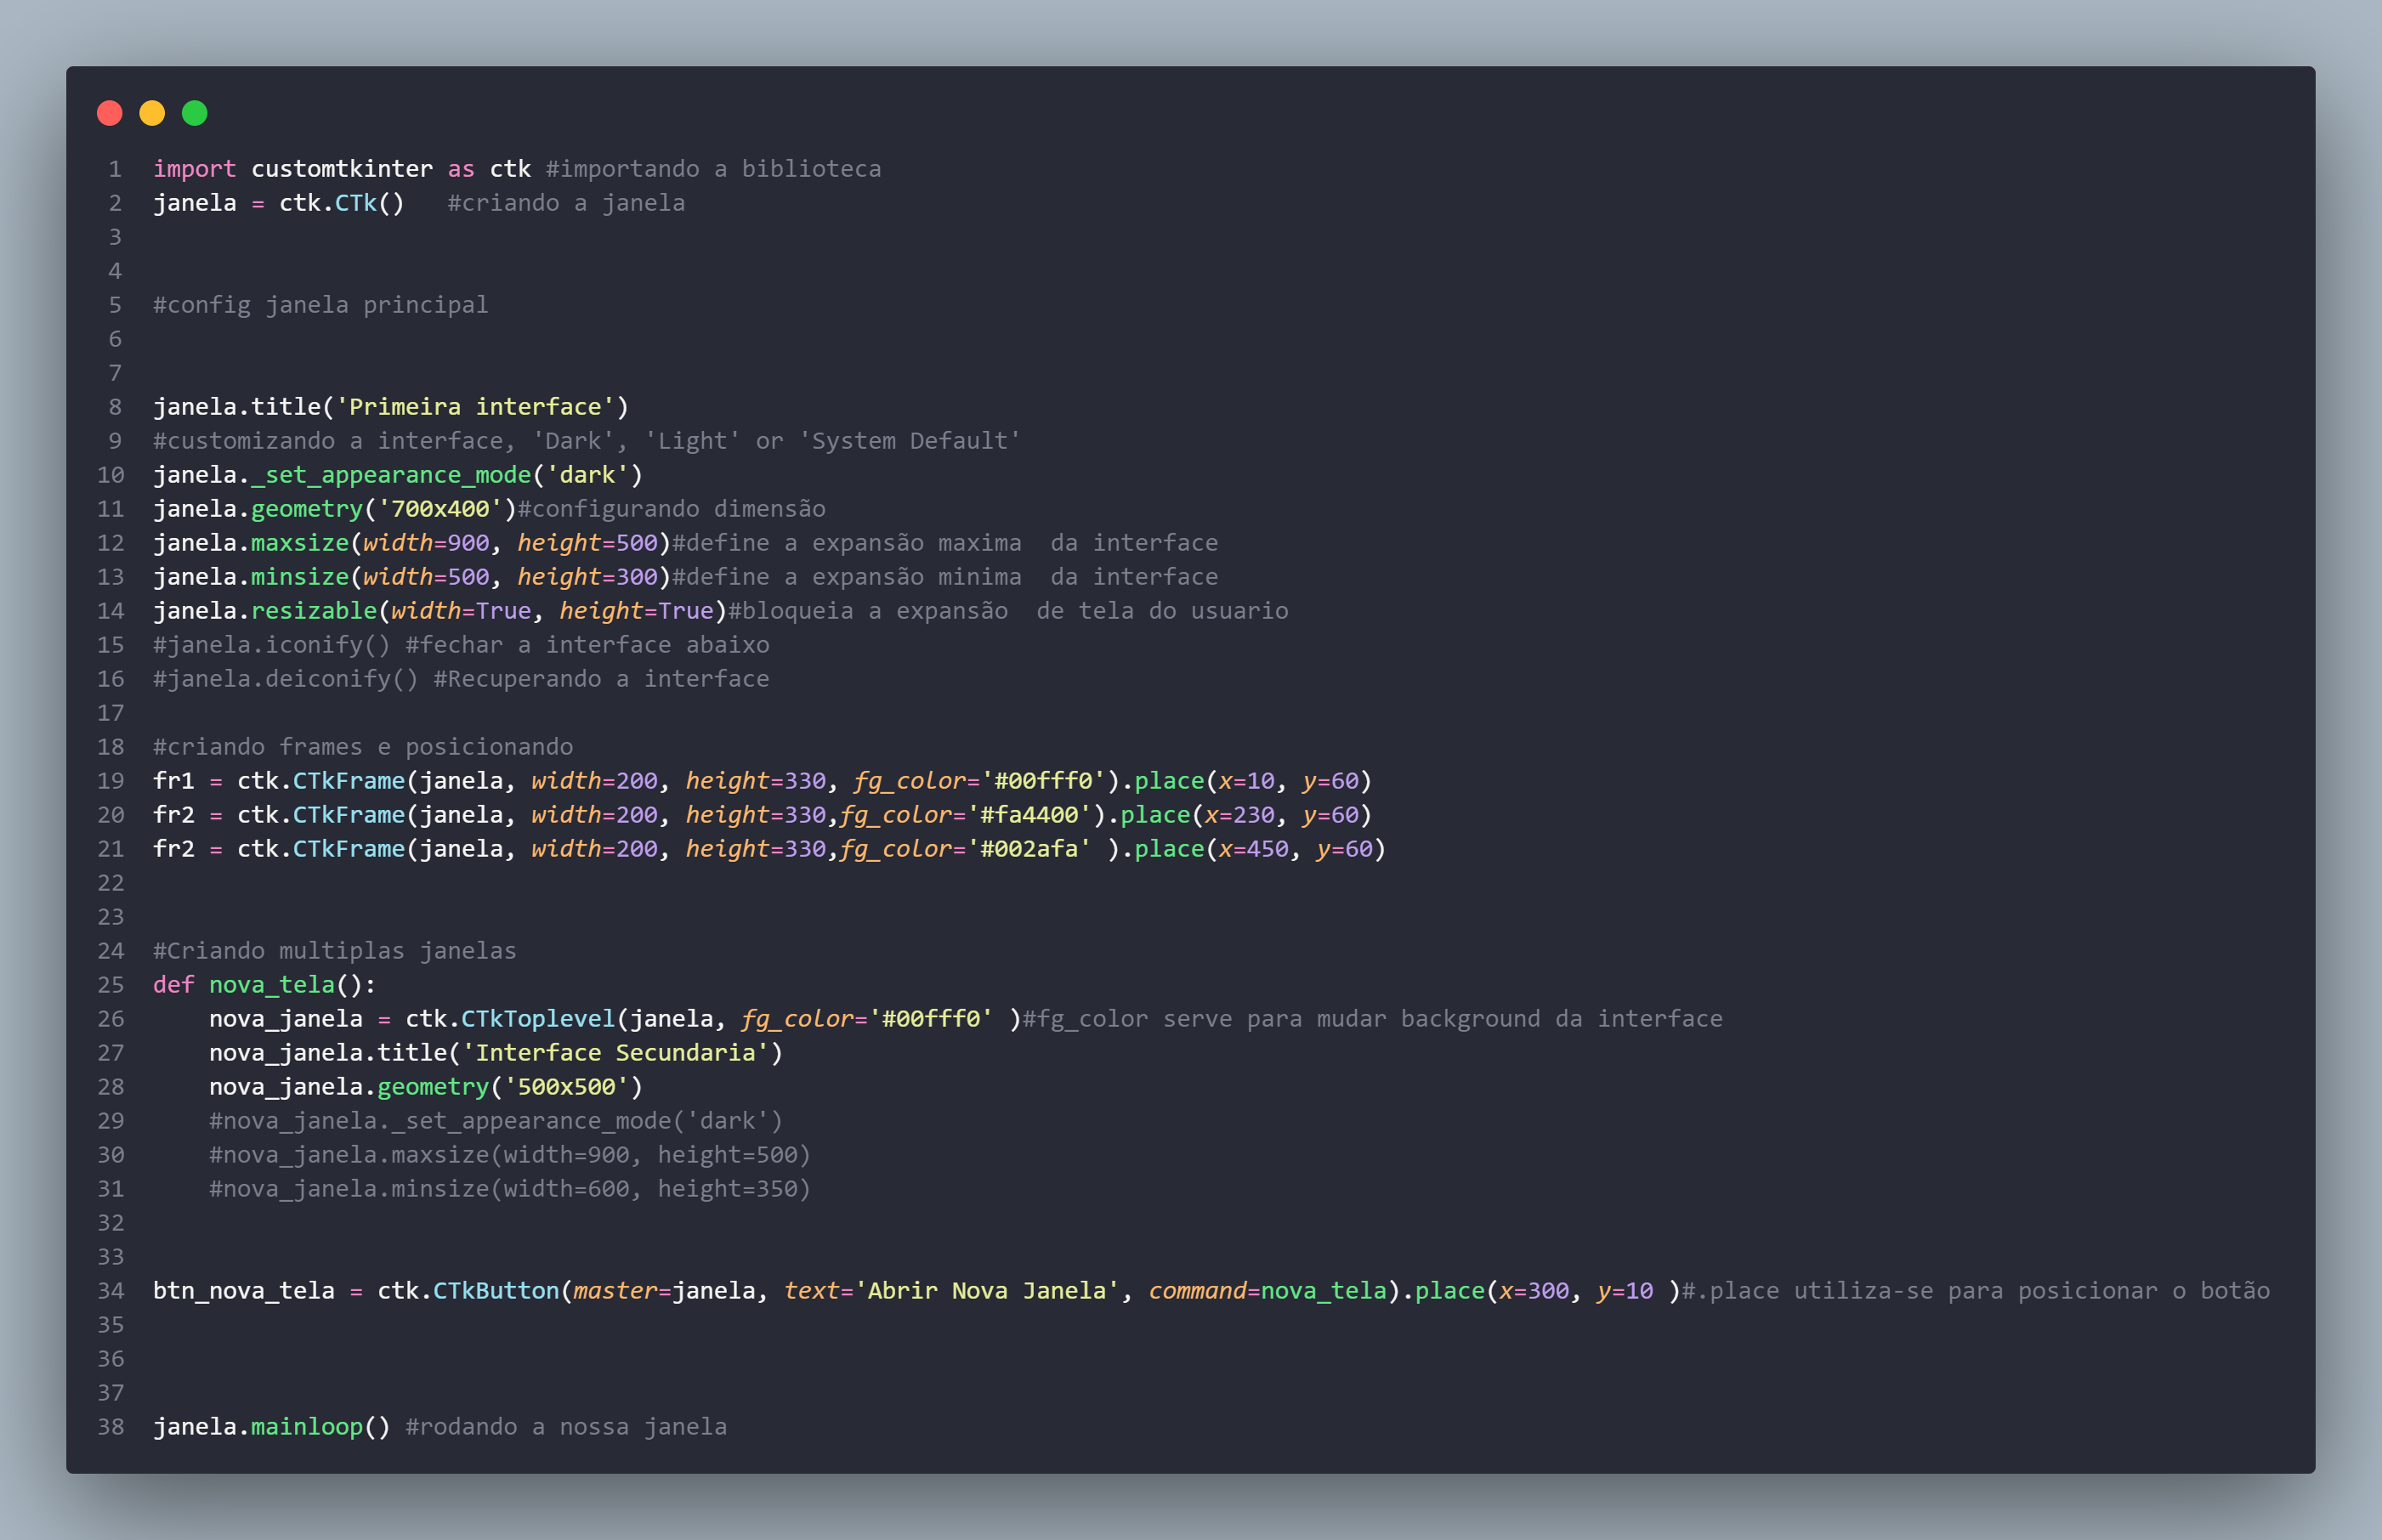 1 import customtkinter as ctk #importando a biblioteca
2 janela = ctk.CTk()   #criando a janela
3
4
5 #config janela principal
6
7
8 janela.title('Primeira interface')
9 #customizando a interface, 'Dark', 'Light' or 'System Default'
10 janela._set_appearance_mode('dark')
11 janela.geometry('700x400')#configurando dimensão
12 janela.maxsize(width=900, height=500)#define a expansão maxima  da interface
13 janela.minsize(width=500, height=300)#define a expansão minima  da interface
14 janela.resizable(width=True, height=True)#bloqueia a expansão  de tela do usuario
15 #janela.iconify() #fechar a interface abaixo
16 #janela.deiconify() #Recuperando a interface
17
18 #criando frames e posicionando
19 fr1 = ctk.CTkFrame(janela, width=200, height=330, fg_color='#00fff0').place(x=10, y=60)
20 fr2 = ctk.CTkFrame(janela, width=200, height=330,fg_color='#fa4400').place(x=230, y=60)
21 fr2 = ctk.CTkFrame(janela, width=200, height=330,fg_color='#002afa' ).place(x=450, y=60)
22
23
24 #Criando multiplas janelas
25 def nova_tela():
26     nova_janela = ctk.CTkToplevel(janela, fg_color='#00fff0' )#fg_color serve para mudar background da interface
27     nova_janela.title('Interface Secundaria')
28     nova_janela.geometry('500x500')
29     #nova_janela._set_appearance_mode('dark')
30     #nova_janela.maxsize(width=900, height=500)
31     #nova_janela.minsize(width=600, height=350)
32
33
34 btn_nova_tela = ctk.CTkButton(master=janela, text='Abrir Nova Janela', command=nova_tela).place(x=300, y=10 )#.place utiliza-se para posicionar o botão
35
36
37
38 janela.mainloop() #rodando a nossa janela